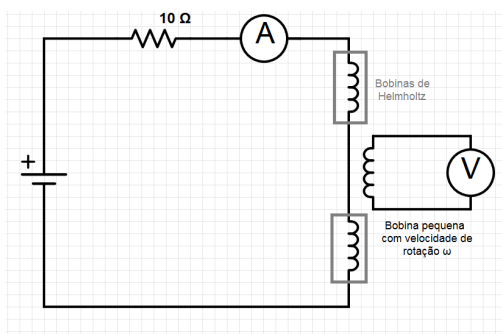 10 Ω
A
Bobinas de
Helmholtz
+
V
Bobina pequena
com velocidade de
rotação ω